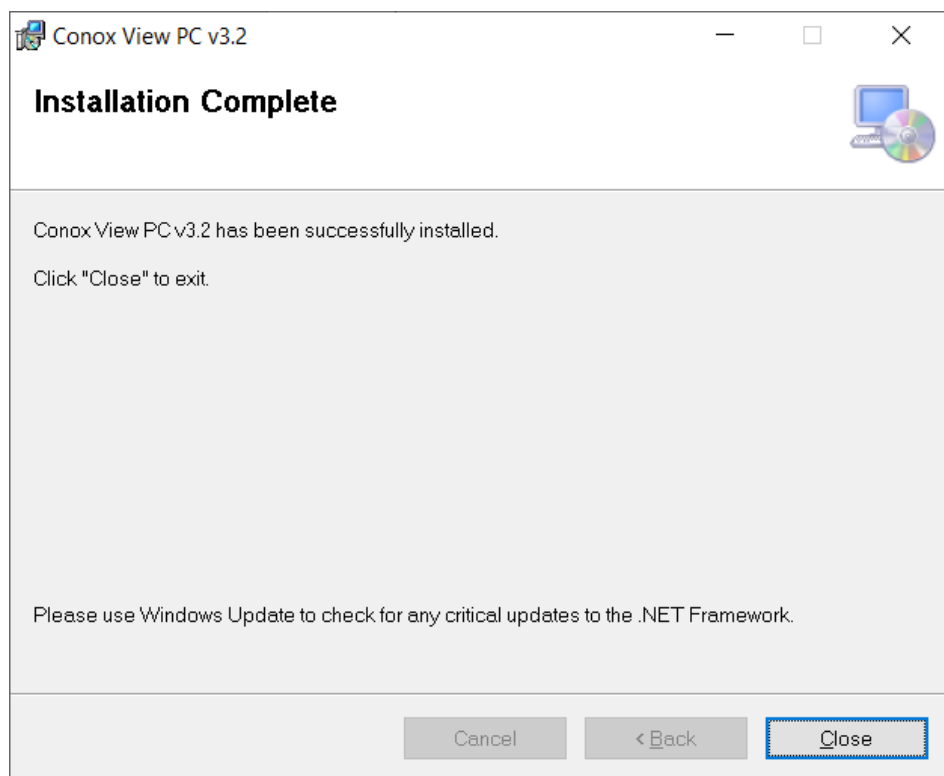 Conox View PC v3.2
Installation Complete
Conox View PC v3.2 has been successfully installed.
Click "Close" to exit.
Please use Windows Update to check for any critical updates to the .NET Framework.
Cancel
< Back
Close